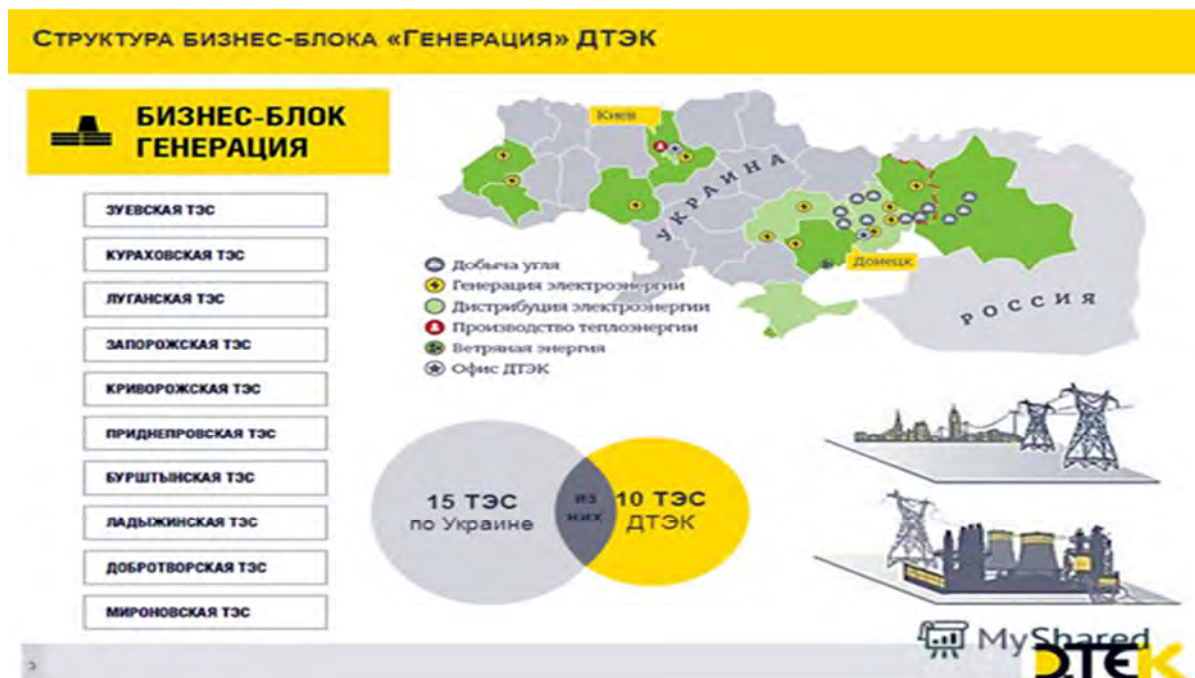 СТРУКТУРА БИЗНЕС-БЛОКА «ГЕНЕРАЦИЯ» ДТЭК
БИЗНЕС-БЛОК
ГЕНЕРАЦИЯ
ЗУЕВСКАЯ ТЭС
КУРАХОВСКАЯ ТЭС
ЛУГАНСКАЯ ТЭС
ЗАПОРОЖСКАЯ ТЭС
КРИВОРОЖСКАЯ ТЭС
ПРИДНЕПРОВСКАЯ ТЭС
БУРШТЫНСКАЯ ТЭС
ЛАДЫЖИНСКАЯ ТЭС
ДОБРОТВОРСКАЯ ТЭС
МИРОНОВСКАЯ ТЭС
Киев
УКРАИНА
Донецк
РОССИЯ
Добыча угля
Генерация электроэнергии
Дистрибуция электроэнергии
Производство теплоэнергии
Ветряная энергия
Офис ДТЭК
15 ТЭС
по Украине
из
них
10 ТЭС
ДТЭК
MyShared
ДТЕК
3